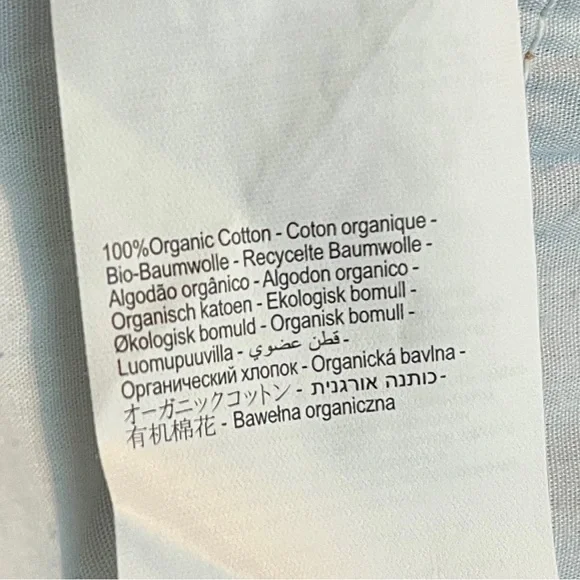 100%Organic Cotton - Coton organique -
Bio-Baumwolle - Recycelte Baumwolle -
Algodão orgânico - Algodon organico -
Organisch katoen - Ekologisk bomull -
Økologisk bomuld - Organisk bomull -
Luomupuuvilla - قطن عضوي -
Органический хлопок - Organická bavlna -
オーガニックコットン - כותנה אורגנית -
有机棉花 - Bawełna organiczna